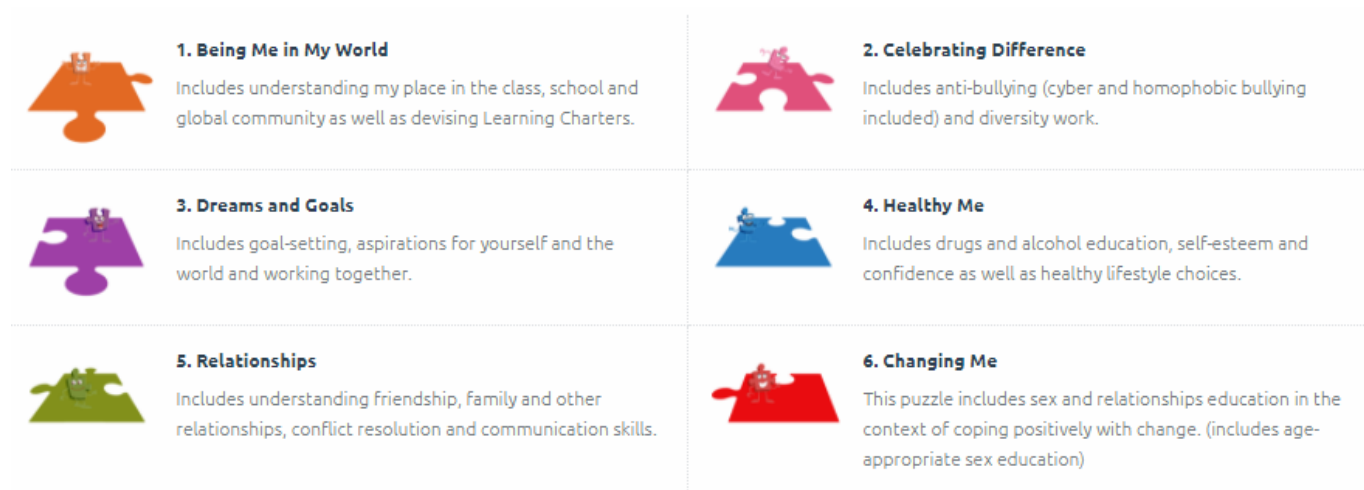 1. Being Me in My World
Includes understanding my place in the class, school and
global community as well as devising Learning Charters.
2. Celebrating Difference
Includes anti-bullying (cyber and homophobic bullying
included) and diversity work.
3. Dreams and Goals
Includes goal-setting, aspirations for yourself and the
world and working together.
4. Healthy Me
Includes drugs and alcohol education, self-esteem and
confidence as well as healthy lifestyle choices.
5. Relationships
Includes understanding friendship, family and other
relationships, conflict resolution and communication skills.
6. Changing Me
This puzzle includes sex and relationships education in the
context of coping positively with change. (includes age-
appropriate sex education)